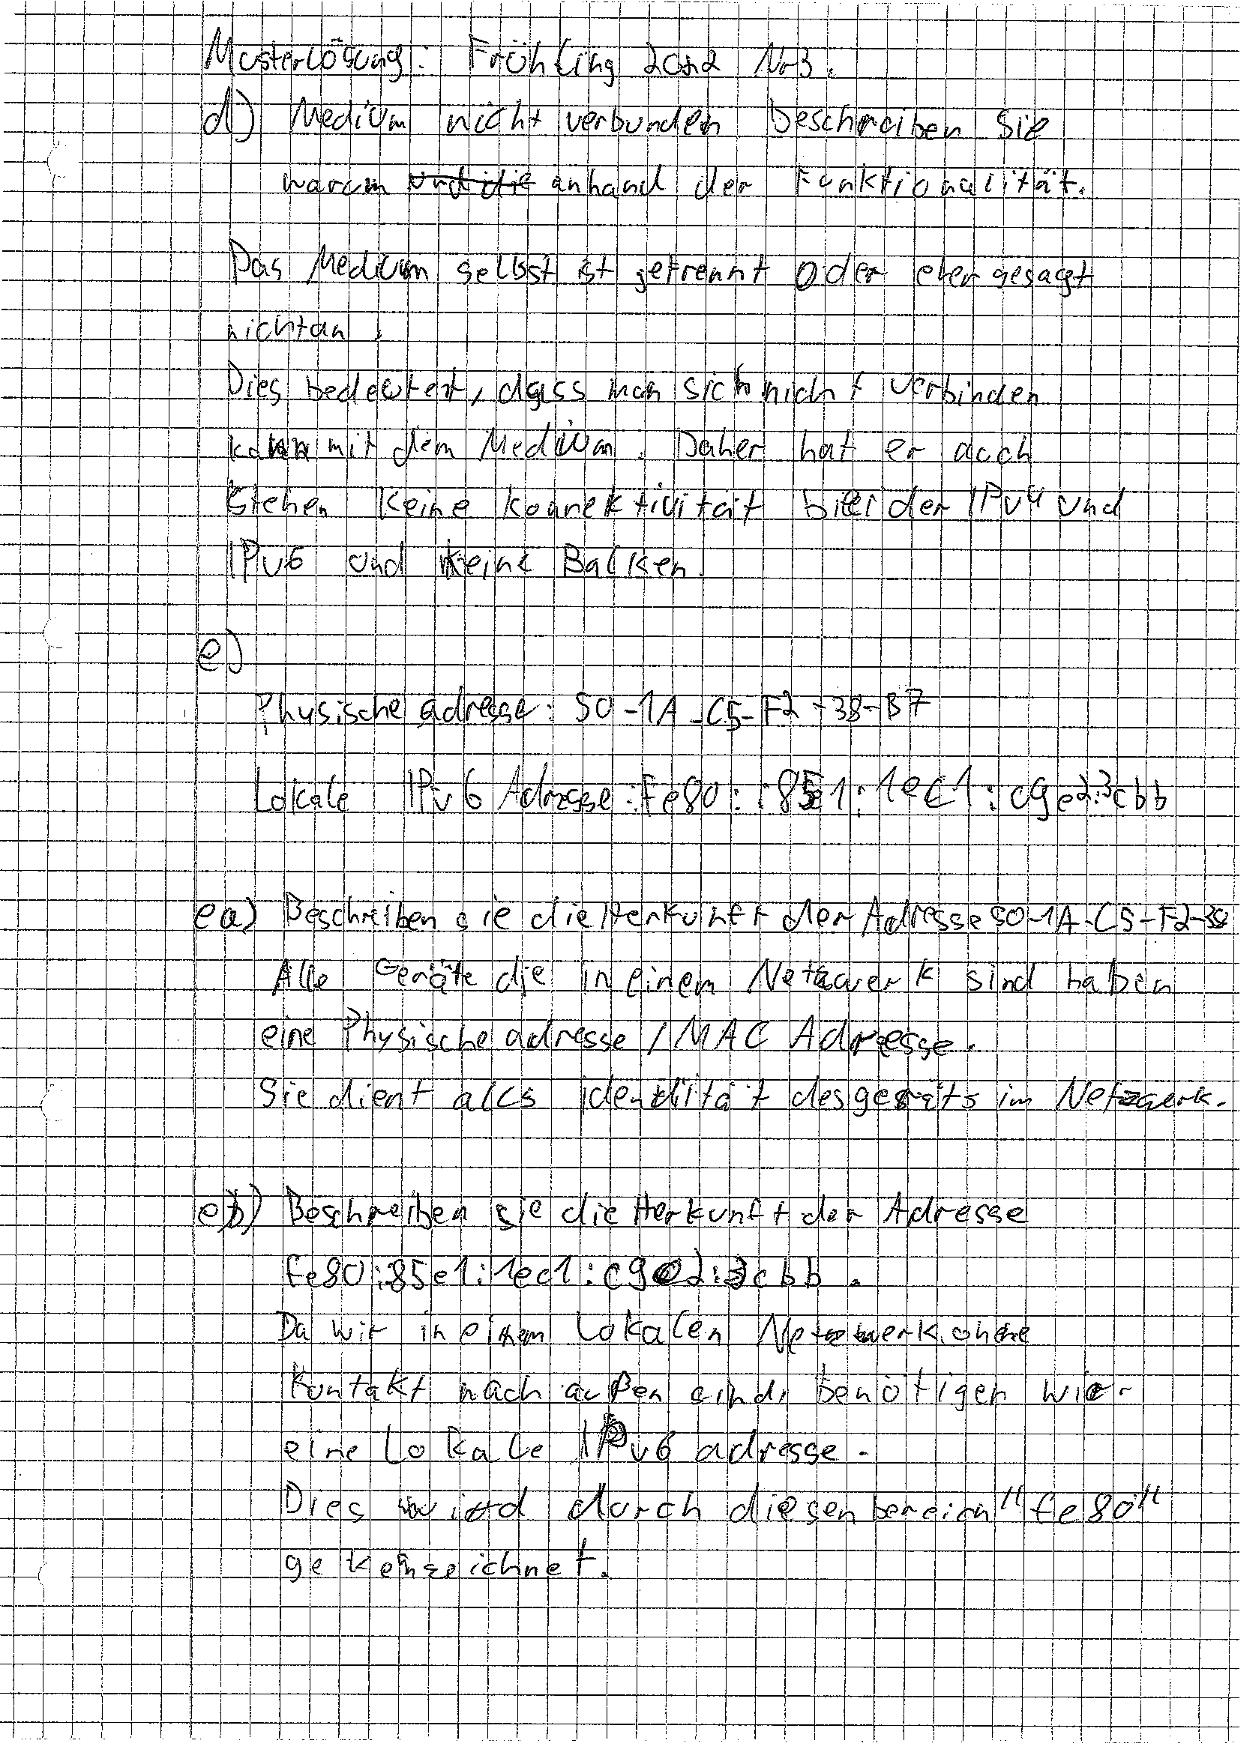 Musterlösung: Frühling 2022 Nr3.
d) Medium nicht verbunden beschreiben Sie
warum und die anhand der Funktionalität.
Das Medium selbst ist getrennt oder eher gesagt
nicht an.
Dies bedeutet, dass man sich nicht verbinden
kann mit dem Medium. Daher hat er auch
stehen keine konnektivität bei der IPv4 und
IPv6 und keine Balken.
e)
Physische adresse: 50-1A-C5-F2-38-B7
Lokale IPv6 Adresse: fe80::85e1:1ec1:c9e2:3cbb
ea) Beschreiben sie die Herkunft der Adresse 50-1A-C5-F2-38
Alle Geräte die in einem Netzwerk sind haben
eine Physische adresse / MAC Adresse.
Sie dient alls identität des geräts im Netzwerk.
eb) Beschreiben sie die Herkunft der Adresse
fe80:85e1:1ec1:c9e2:3cbb.
Da wir in einem Lokalen Netzwerk ohne
Kontakt nach außen sind, benötigen wir
eine Lokale IPv6 adresse.
Dies wird durch diesen bereich "fe80"
gekenzeichnet.